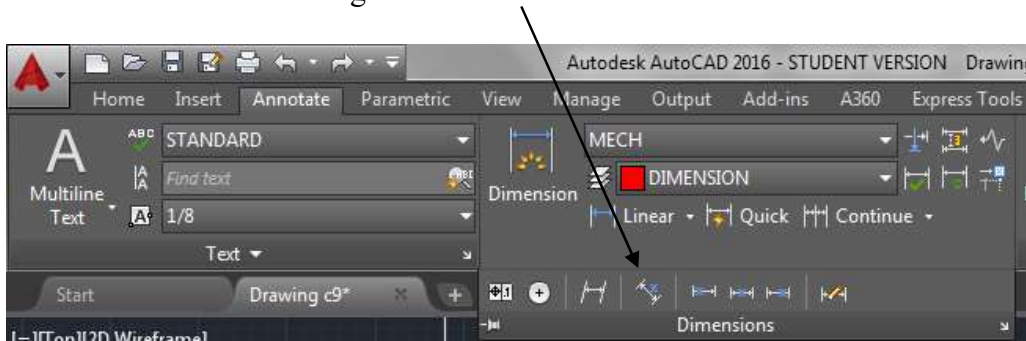 Autodesk AutoCAD 2016 - STUDENT VERSION Drawin
Home Insert Annotate Parametric View Manage Output Add-ins A360 Express Tools
A
Multiline
Text
ABC STANDARD
Find text
1/8
Text
Dimension
MECH
DIMENSION
Linear Quick Continue
Start Drawing c9* +
Dimensions
[-][Top][2D Wireframe]